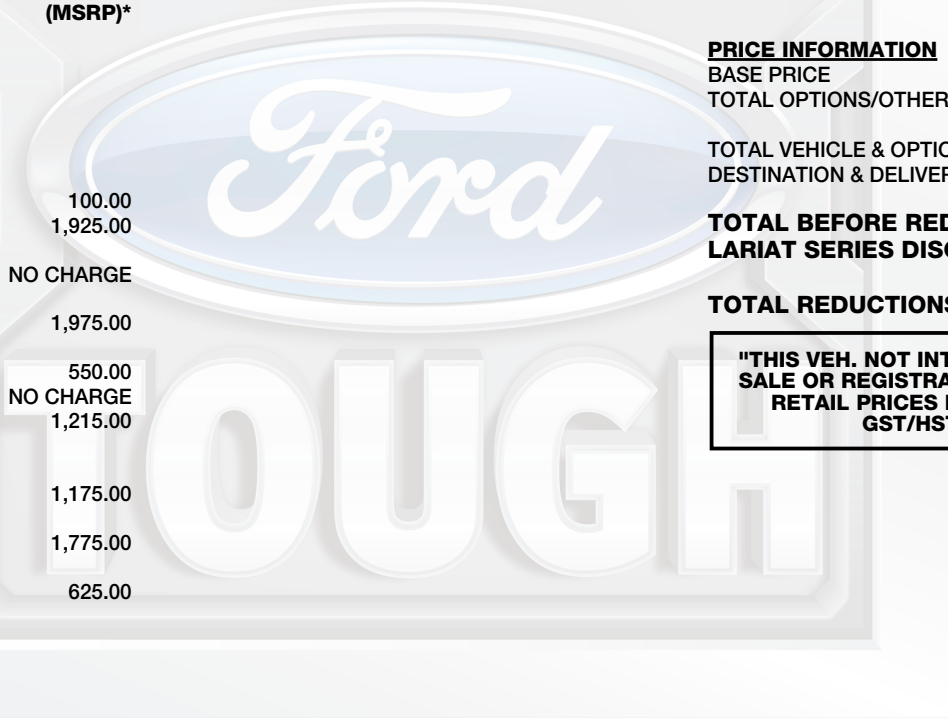 (MSRP)*
100.00
1,925.00
NO CHARGE
1,975.00
550.00
NO CHARGE
1,215.00
1,175.00
1,775.00
625.00
Ford
TOUGH
PRICE INFORMATION
BASE PRICE
TOTAL OPTIONS/OTHER
TOTAL VEHICLE & OPTIO
DESTINATION & DELIVER
TOTAL BEFORE RED
LARIAT SERIES DISC
TOTAL REDUCTIONS
"THIS VEH. NOT INT
SALE OR REGISTRA
RETAIL PRICES
GST/HST